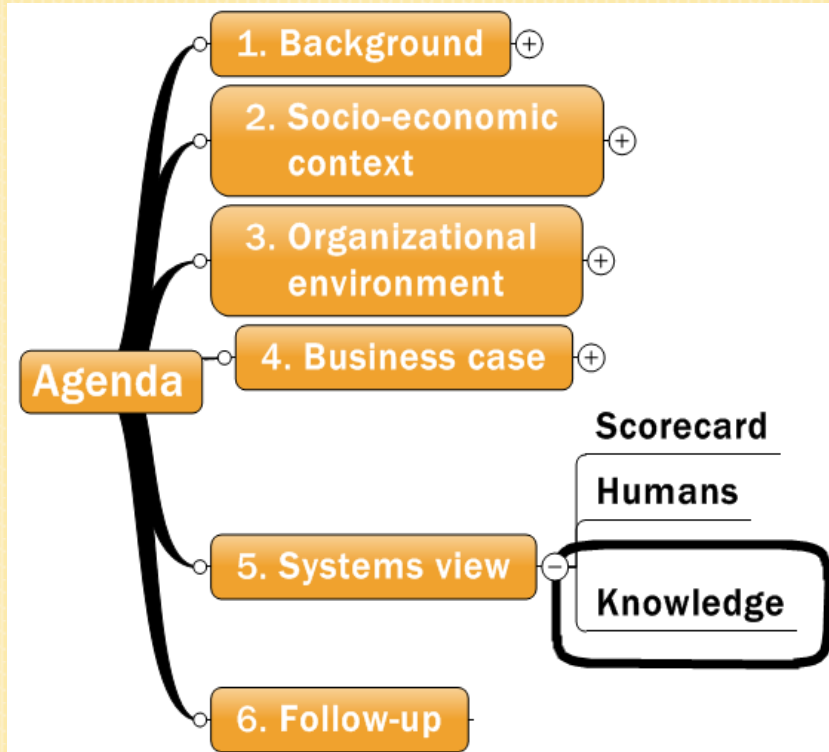 1. Background
2. Socio-economic
context
3. Organizational
environment
4. Business case
Agenda
Scorecard
Humans
5. Systems view
Knowledge
6. Follow-up